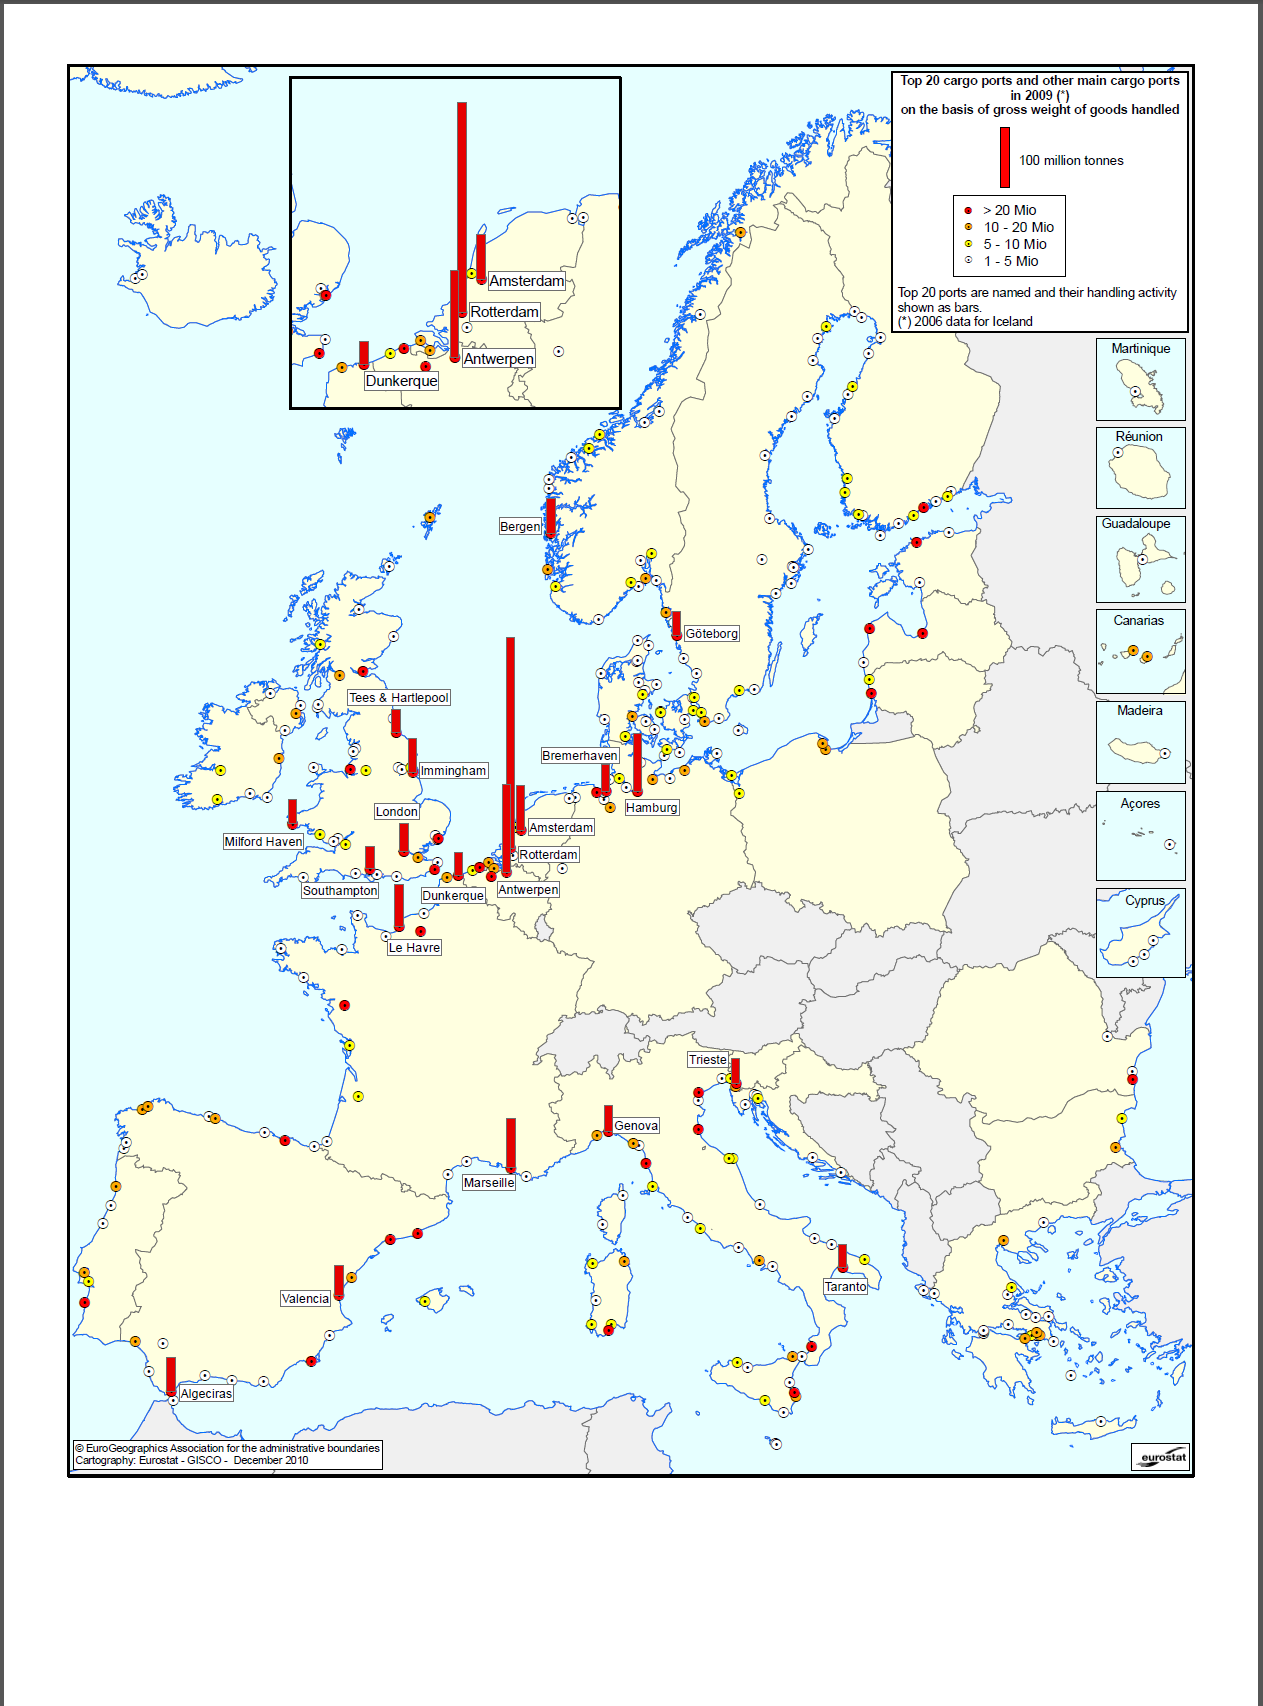 Top 20 cargo ports and other main cargo ports
in 2009 (*)
on the basis of gross weight of goods handled
100 million tonnes
> 20 Mio
10 - 20 Mio
5 - 10 Mio
1 - 5 Mio
Top 20 ports are named and their handling activity
shown as bars.
(*) 2006 data for Iceland
Amsterdam
Rotterdam
Antwerpen
Dunkerque
Martinique
Réunion
Guadaloupe
Canarias
Madeira
Açores
Cyprus
Bergen
Göteborg
Tees & Hartlepool
Immingham
Bremerhaven
Hamburg
London
Milford Haven
Amsterdam
Rotterdam
Southampton
Dunkerque
Antwerpen
Le Havre
Trieste
Genova
Marseille
Valencia
Taranto
Algeciras
© EuroGeographics Association for the administrative boundaries
Cartography: Eurostat - GISCO - December 2010
eurostat